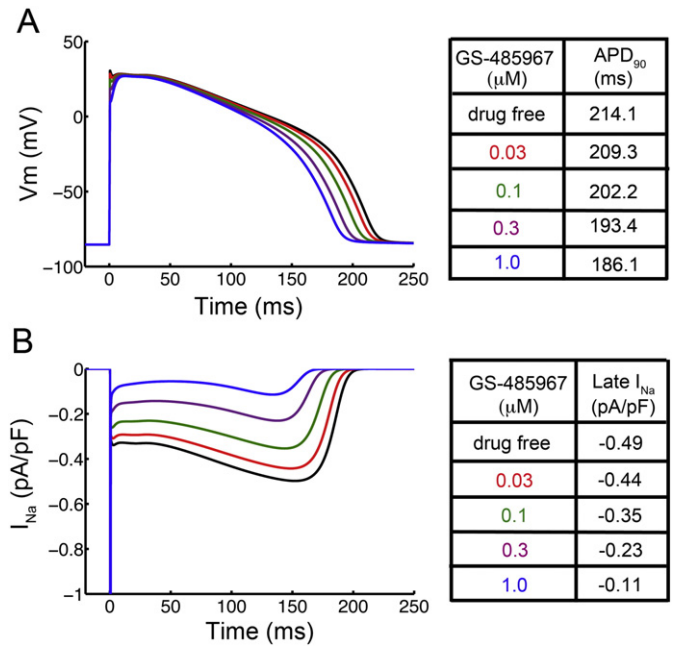 A
50
0
−50
−100
Vm (mV)
0 50 100 150 200 250
Time (ms)
GS-485967 (μM) APD90 (ms)
drug free 214.1
0.03 209.3
0.1 202.2
0.3 193.4
1.0 186.1
B
0
−0.2
−0.4
−0.6
−0.8
−1
INa (pA/pF)
0 50 100 150 200 250
Time (ms)
GS-485967 (μM) Late INa (pA/pF)
drug free -0.49
0.03 -0.44
0.1 -0.35
0.3 -0.23
1.0 -0.11